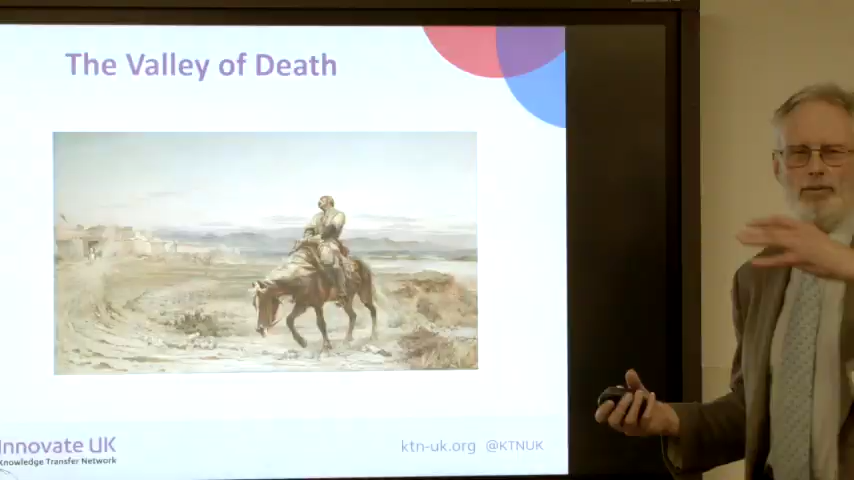 The Valley of Death
Innovate UK
Knowledge Transfer Network
ktn-uk.org @KTNUK